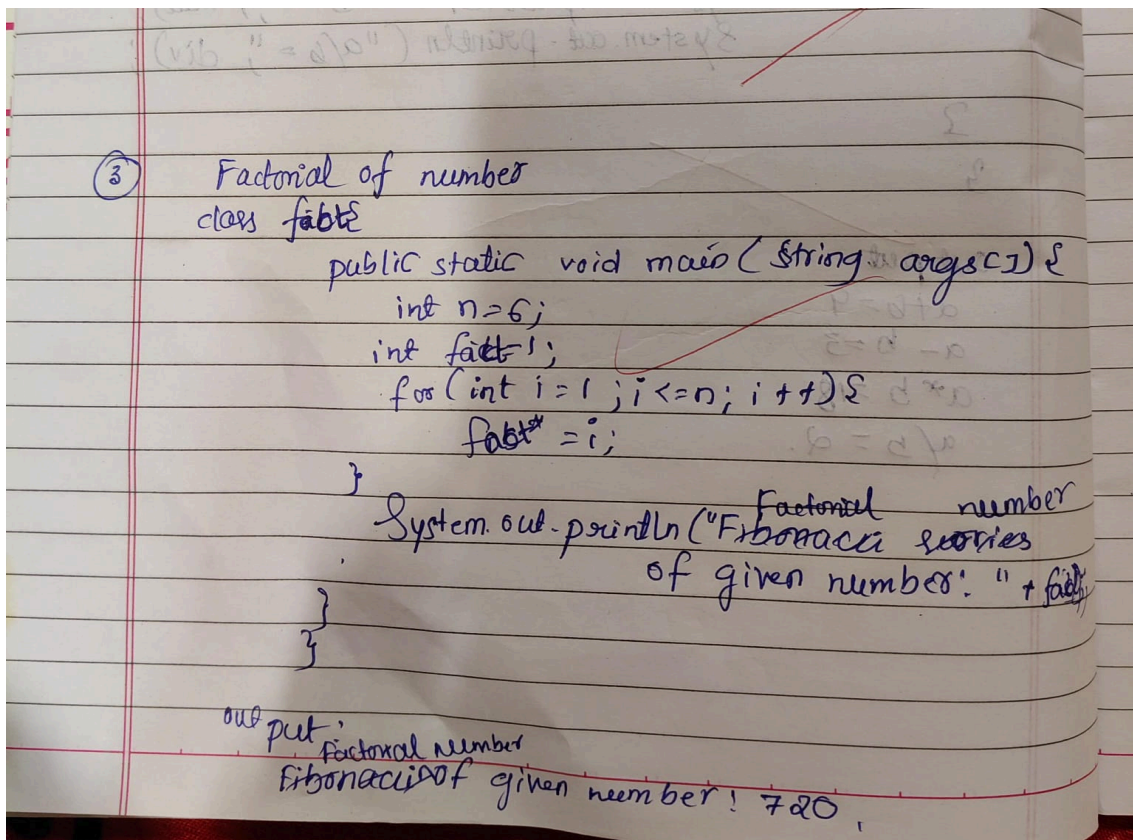 3 Factorial of number
class fact{
public static void main(String args[]){
int n=6;
int fact=1;
for(int i=1;i<=n; i++){
fact* =i;
}
Factorial number
System.out.println("Fibonacci series
of given number: " + fact);
}
}
output:
Factorial number
Fibonacci of given number: 720.